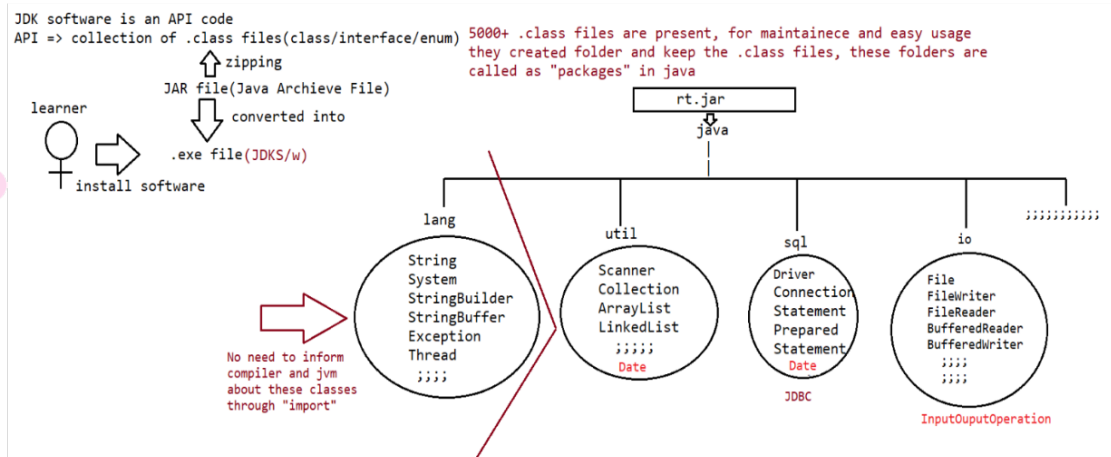 JDK software is an API code
API => collection of .class files(class/interface/enum)
zipping
JAR file(Java Archieve File)
converted into
.exe file(JDKS/w)
learner
install software
5000+ .class files are present, for maintainece and easy usage
they created folder and keep the .class files, these folders are
called as "packages" in java
rt.jar
java
lang
String
System
StringBuilder
StringBuffer
Exception
Thread
;;;;
No need to inform
compiler and jvm
about these classes
through "import"
util
Scanner
Collection
ArrayList
LinkedList
;;;;;
Date
sql
Driver
Connection
Statement
Prepared
Statement
Date
JDBC
io
File
FileWriter
FileReader
BufferedReader
BufferedWriter
;;;;
;;;;
InputOuputOperation
;;;;;;;;;;;